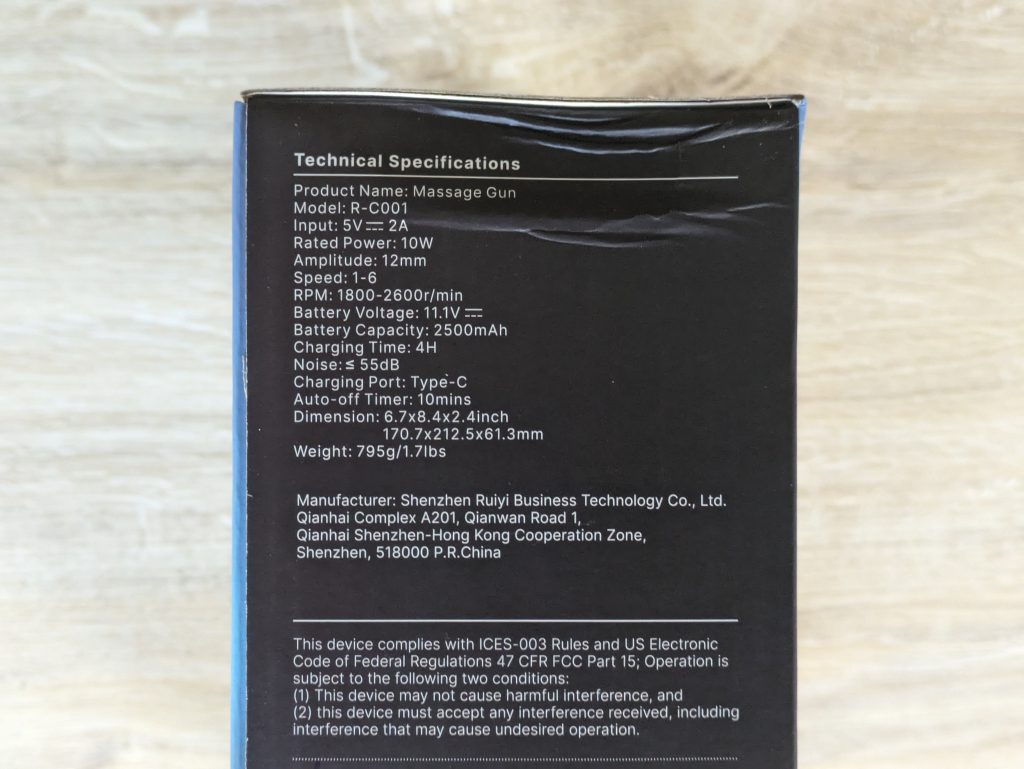 Technical Specifications
Product Name: Massage Gun
Model: R-C001
Input: 5V ⎓ 2A
Rated Power: 10W
Amplitude: 12mm
Speed: 1-6
RPM: 1800-2600r/min
Battery Voltage: 11.1V ⎓
Battery Capacity: 2500mAh
Charging Time: 4H
Noise: ≤ 55dB
Charging Port: Type-C
Auto-off Timer: 10mins
Dimension: 6.7x8.4x2.4inch
170.7x212.5x61.3mm
Weight: 795g/1.7lbs
Manufacturer: Shenzhen Ruiyi Business Technology Co., Ltd.
Qianhai Complex A201, Qianwan Road 1,
Qianhai Shenzhen-Hong Kong Cooperation Zone,
Shenzhen, 518000 P.R.China
This device complies with ICES-003 Rules and US Electronic
Code of Federal Regulations 47 CFR FCC Part 15; Operation is
subject to the following two conditions:
(1) This device may not cause harmful interference, and
(2) this device must accept any interference received, including
interference that may cause undesired operation.